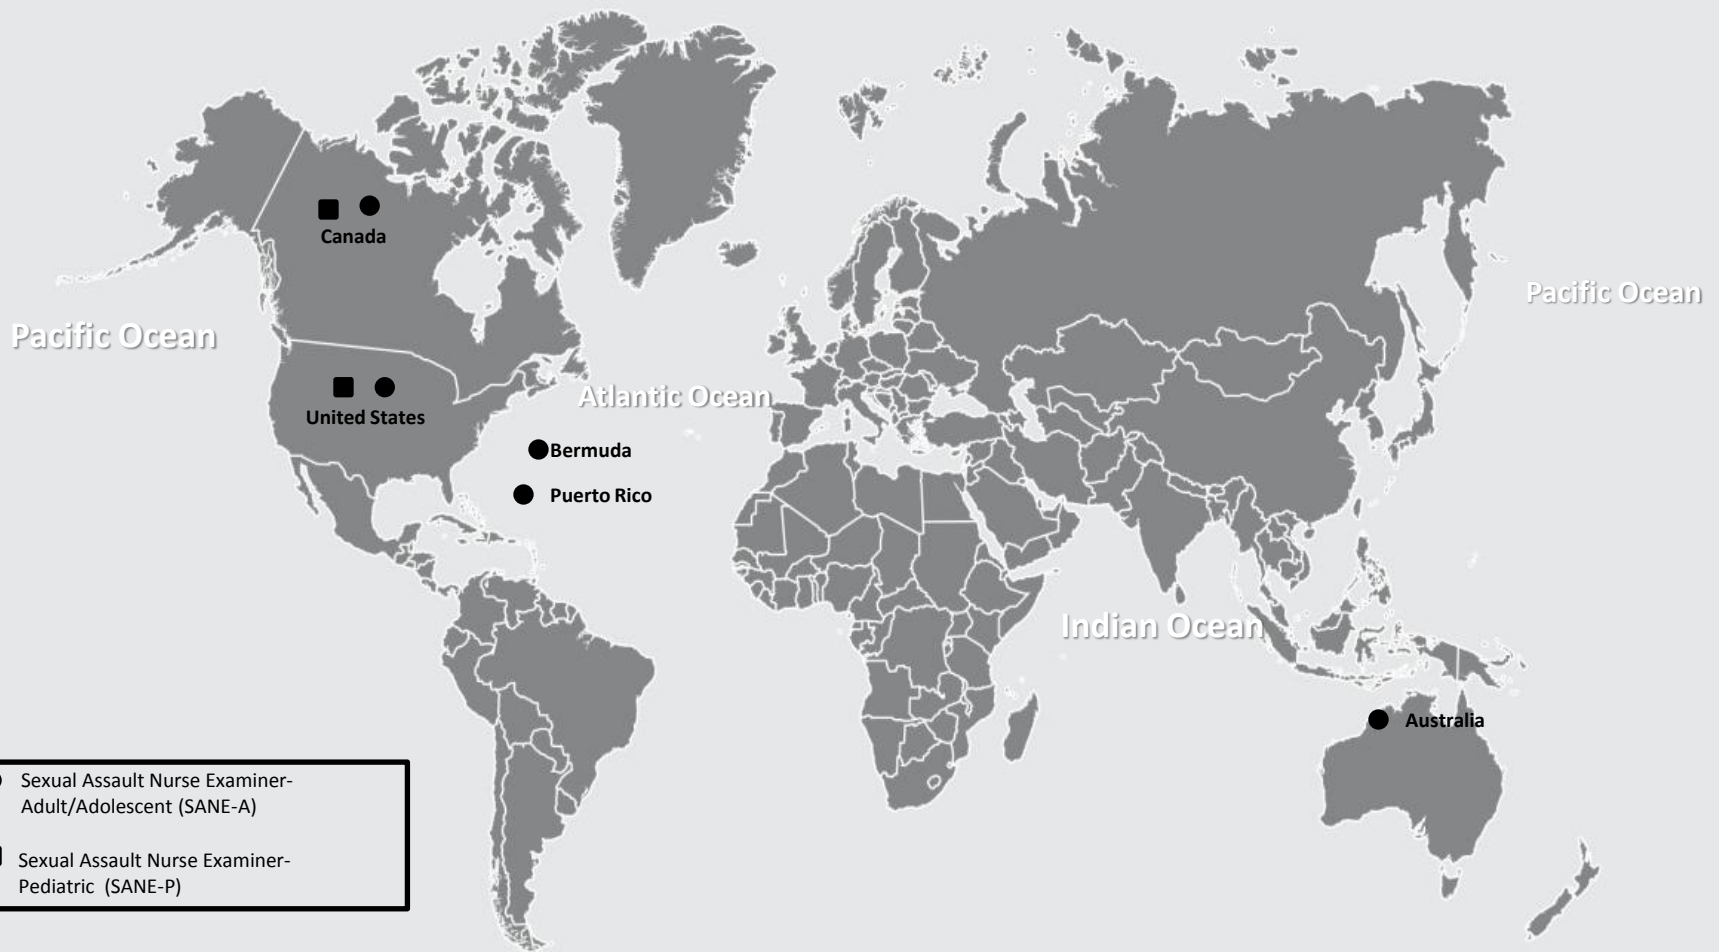 Canada
Pacific Ocean
Pacific Ocean
United States
Atlantic Ocean
Bermuda
Puerto Rico
Indian Ocean
Australia
Sexual Assault Nurse Examiner-
Adult/Adolescent (SANE-A)
Sexual Assault Nurse Examiner-
Pediatric (SANE-P)